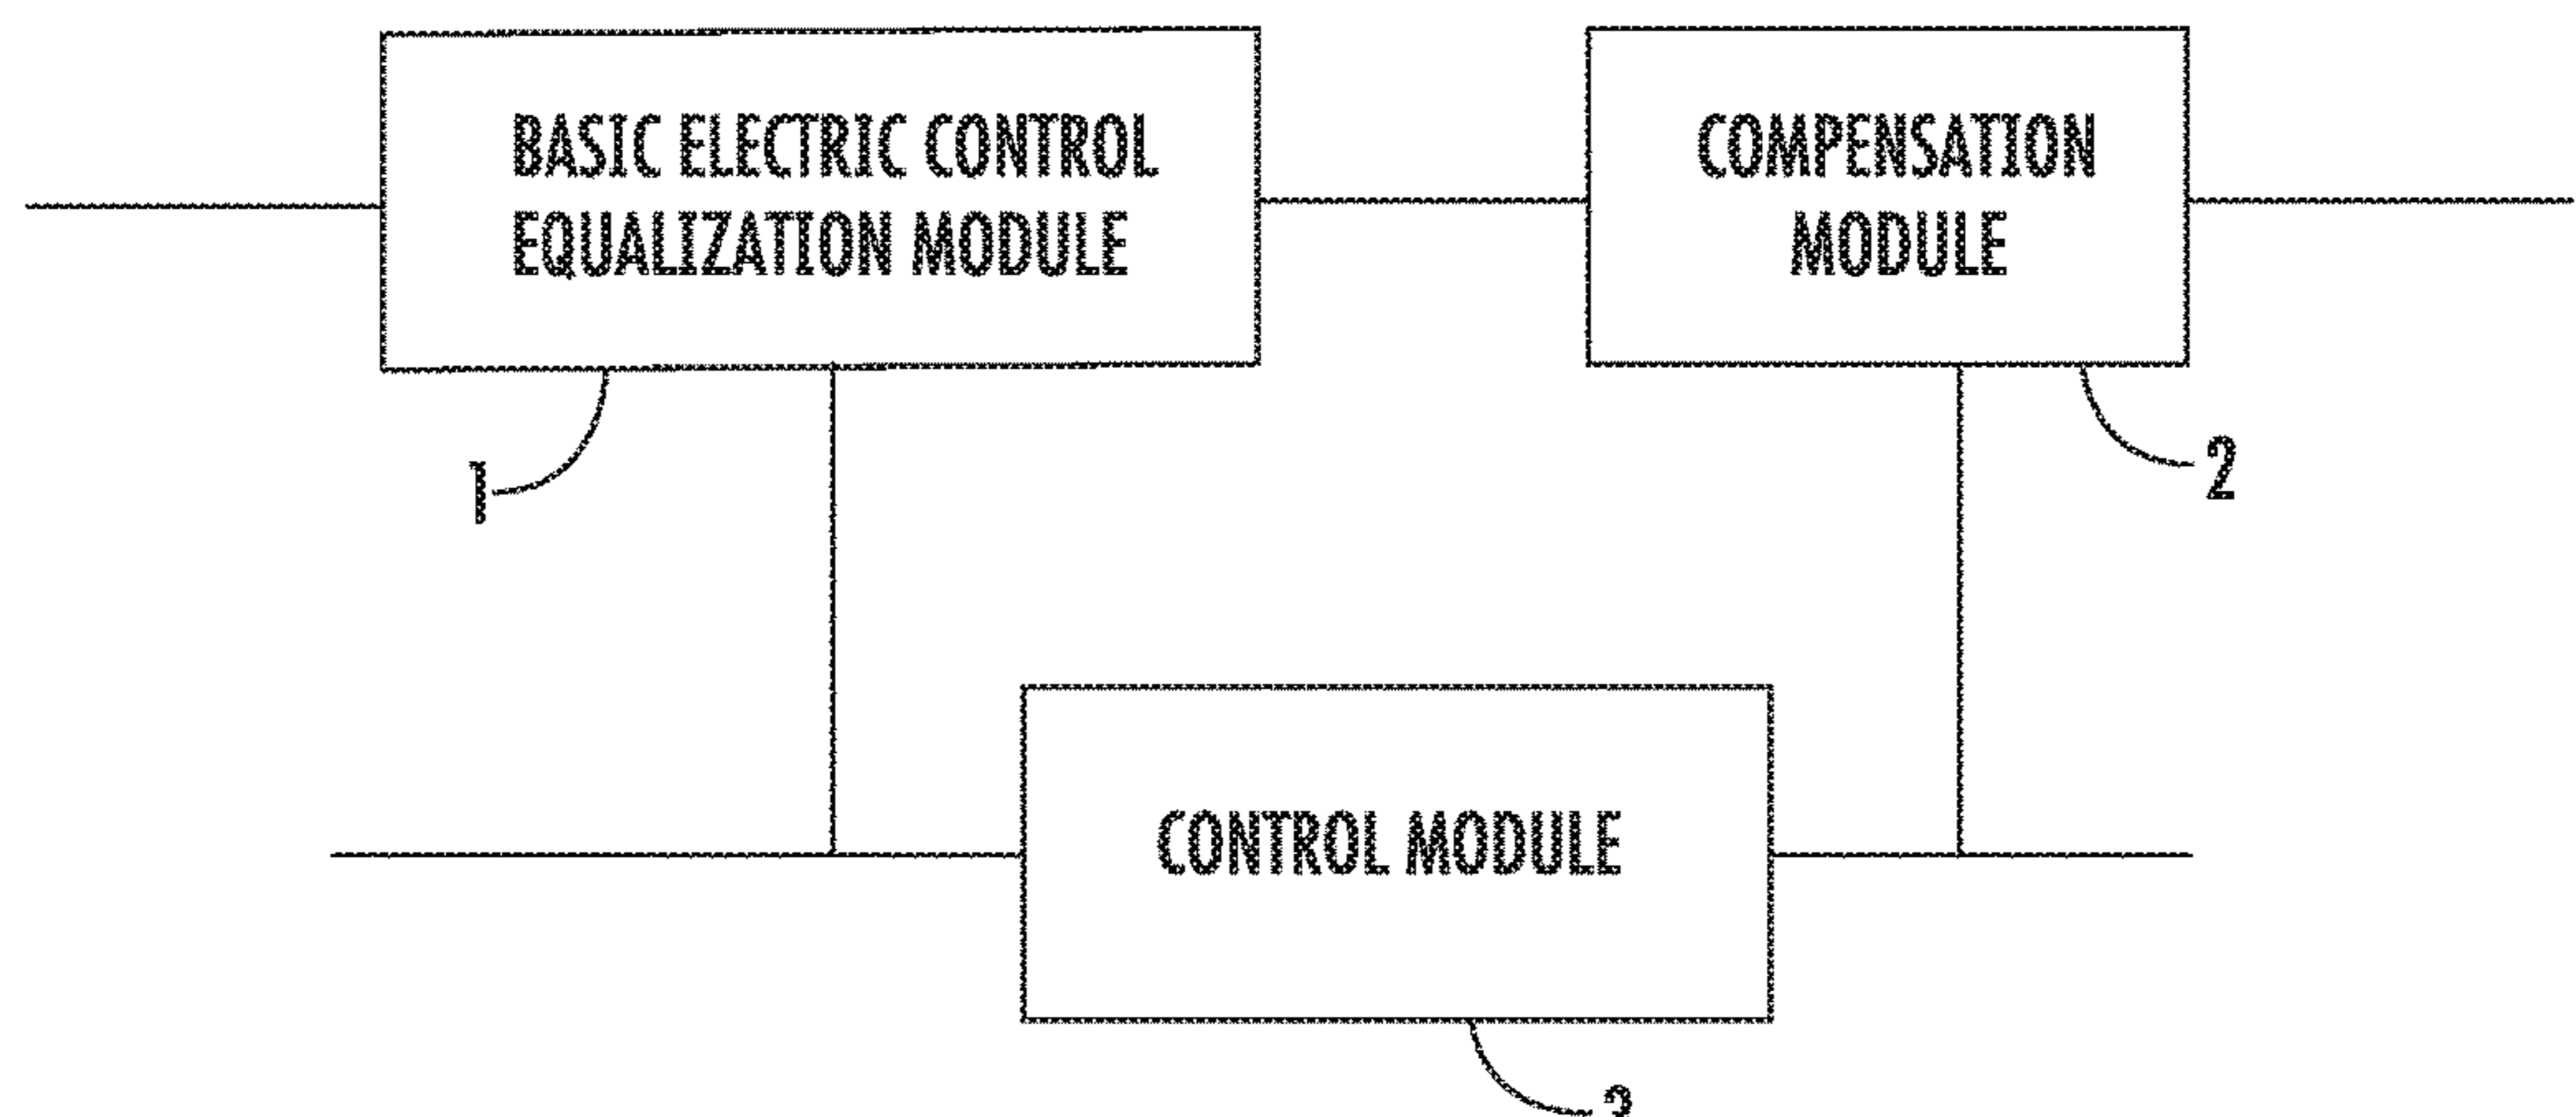 BASIC ELECTRIC CONTROL
EQUALIZATION MODULE
COMPENSATION
MODULE
1
2
CONTROL MODULE
3